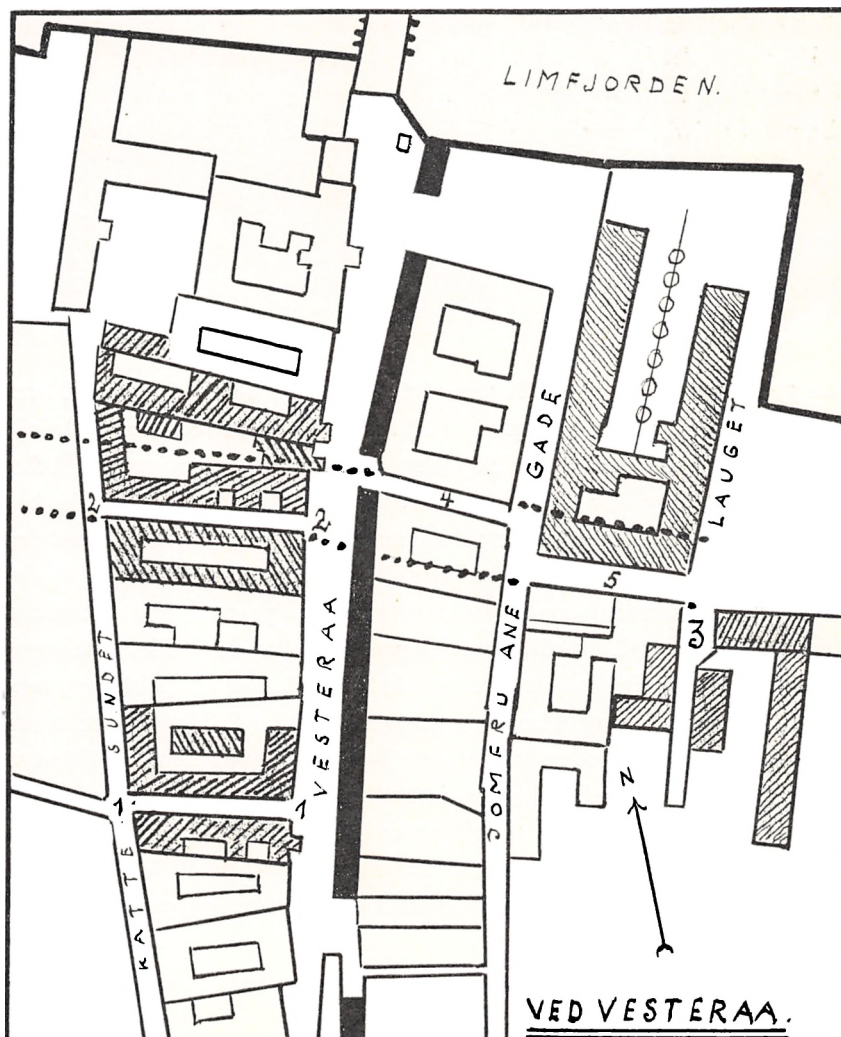 LIMFJORDEN.
GADE
LAUGET
4
2
2
5
3
VESTERAA
JOMFRU ANE
KATTE SUNDET
1
1
N
VED VESTERAA.